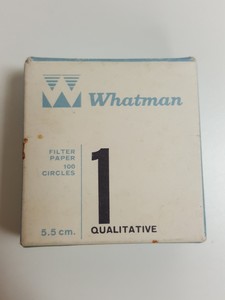 Whatman
FILTER
PAPER
100
CIRCLES
1
QUALITATIVE
5.5 cm.